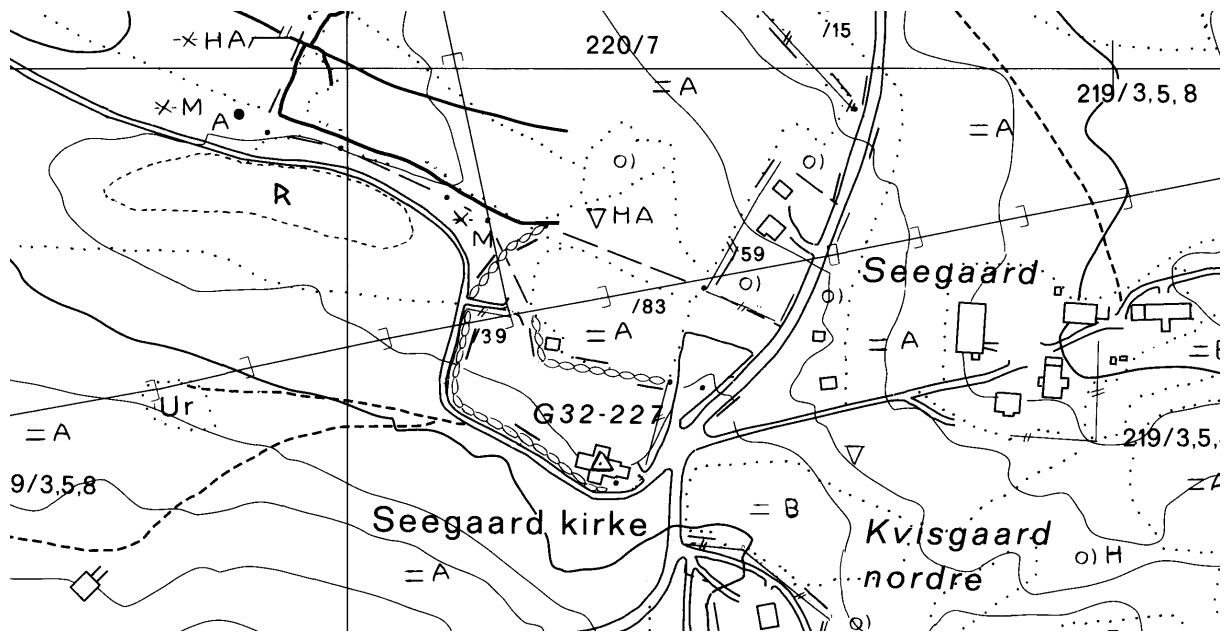 HA
/15
220/7
A
M
A
219/3,5,8
A
R
HA
M
/59
Seegaard
/83
A
/39
A
Ur
A
G32-227
219/3,5,
9/3,5,8
B
Seegaard kirke
Kvisgaard
nordre
H
A